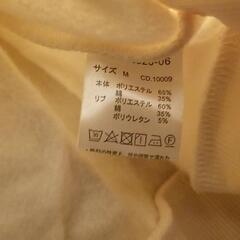 サイズ M CD.10009
本体 ポリエステル 65%
綿 35%
リブ ポリエステル 60%
綿 35%
ポリウレタン 5%